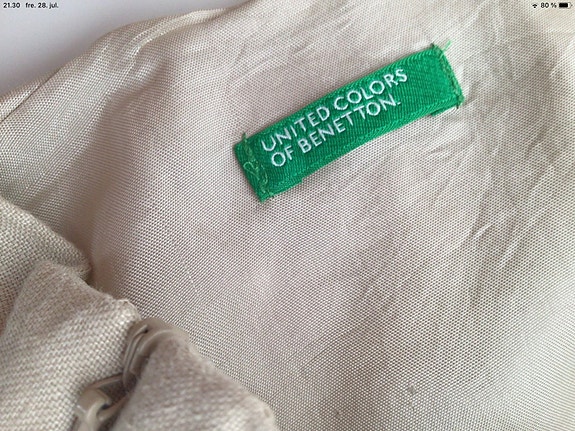 21.30 fre. 28. jul. 80 %
UNITED COLORS
OF BENETTON.